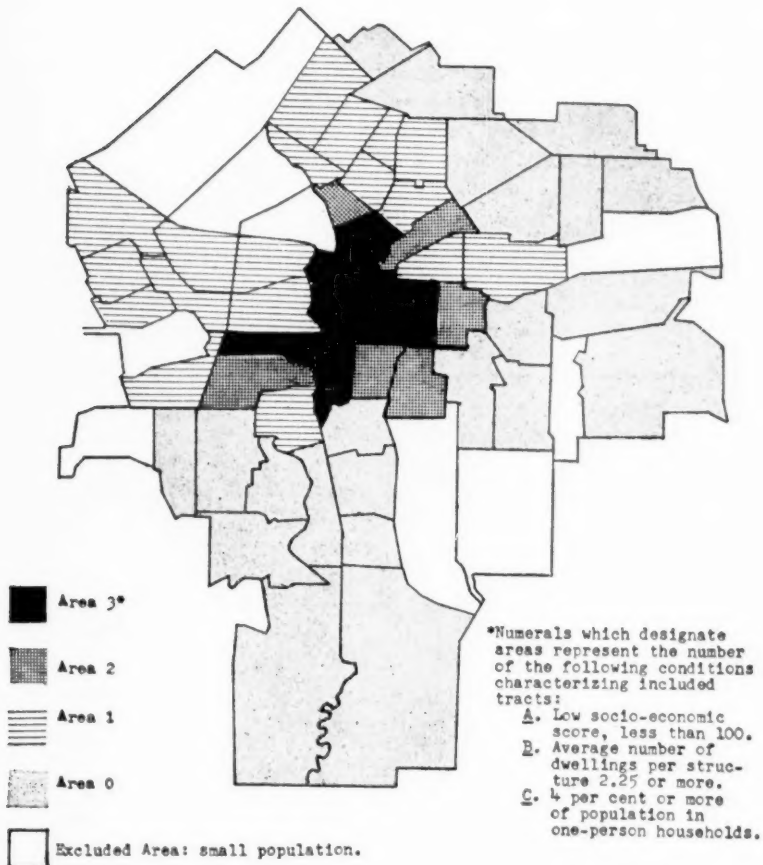 Area 3*
Area 2
Area 1
Area 0
Excluded Area: small population.
*Numerals which designate
areas represent the number
of the following conditions
characterizing included
tracts:
A. Low socio-economic
score, less than 100.
B. Average number of
dwellings per struc-
ture 2.25 or more.
C. 4 per cent or more
of population in
one-person households.